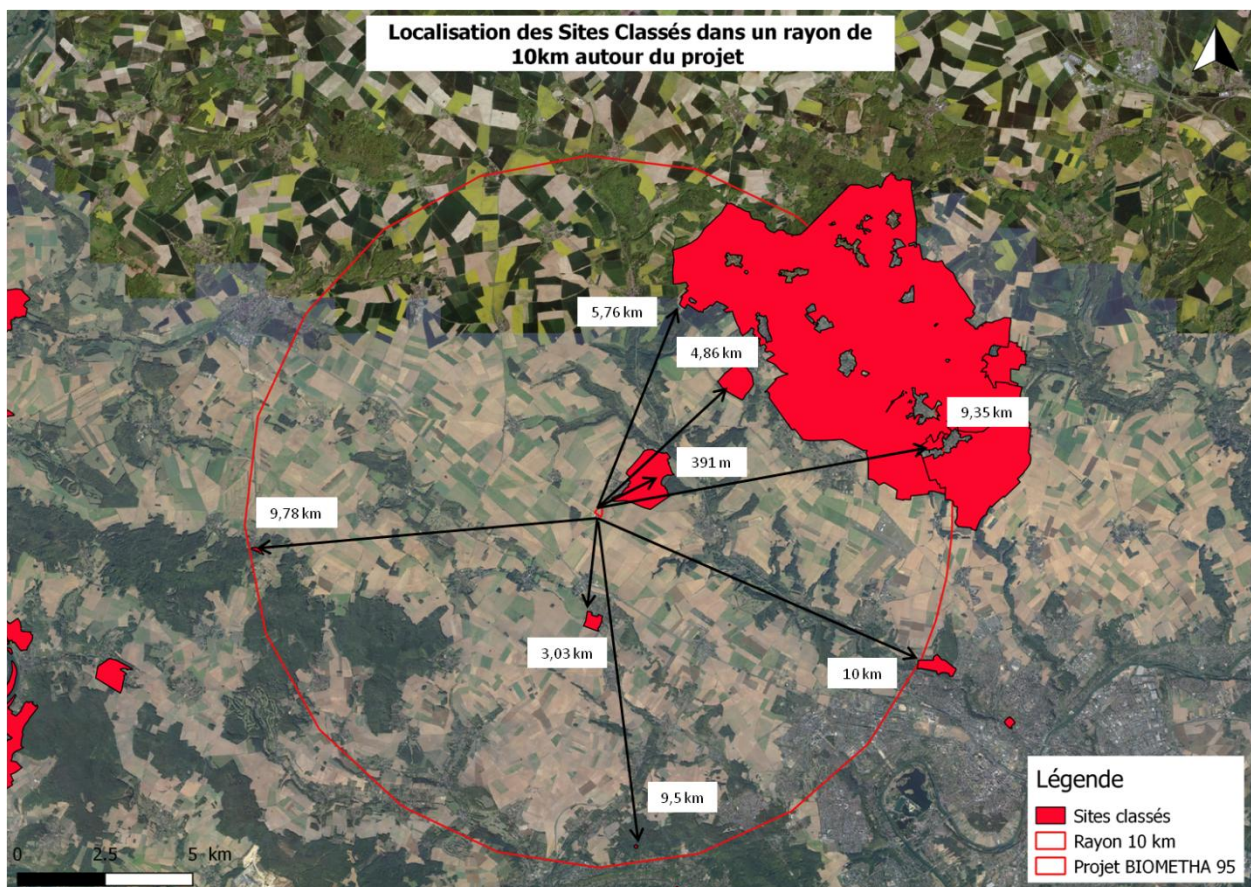 Localisation des Sites Classés dans un rayon de
10km autour du projet
5,76 km
4,86 km
9,35 km
391 m
9,78 km
3,03 km
10 km
9,5 km
Légende
Sites classés
Rayon 10 km
Projet BIOMETHA 95
0 2.5 5 km